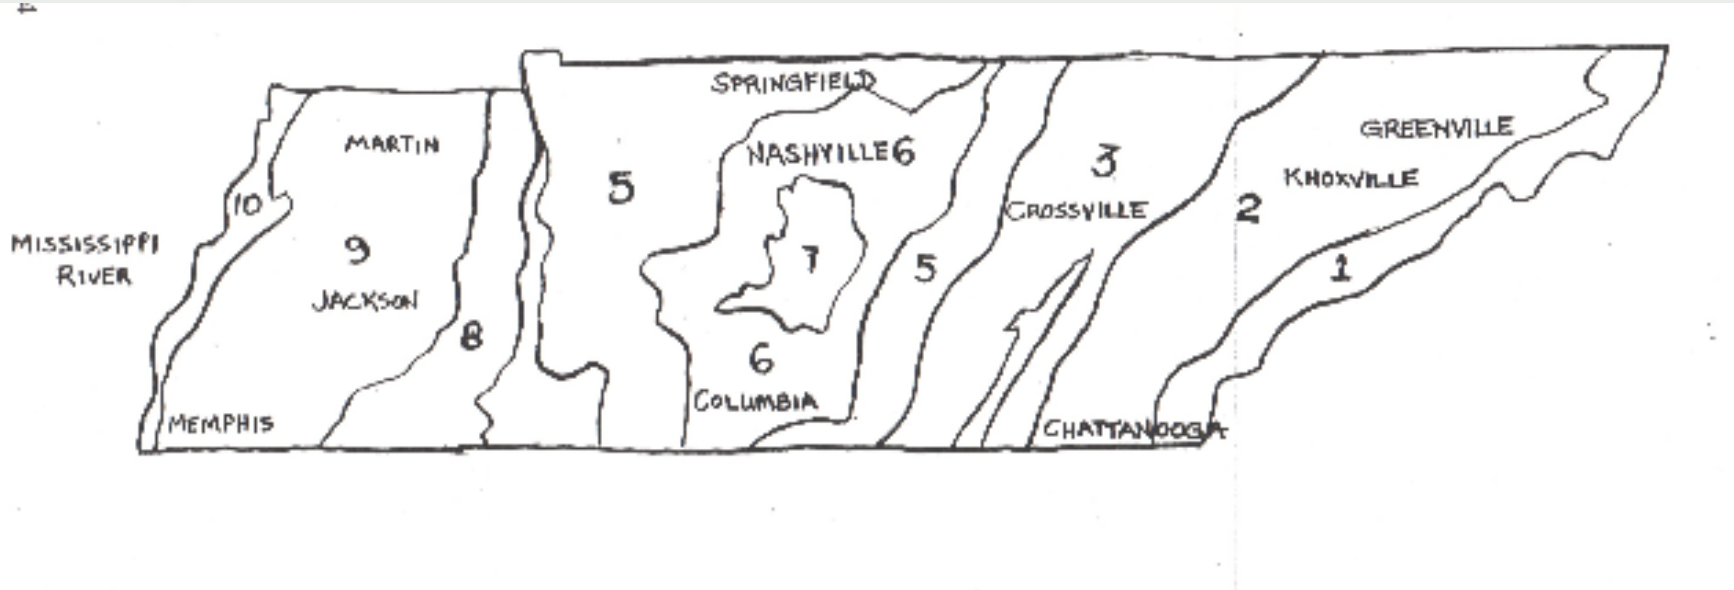 SPRINGFIELD
MARTIN
NASHVILLE 6
GREENVILLE
3
KNOXVILLE
5
10
CROSSVILLE
2
MISSISSIPPI
RIVER
9
7
5
1
JACKSON
8
6
COLUMBIA
MEMPHIS
CHATTANOOGA